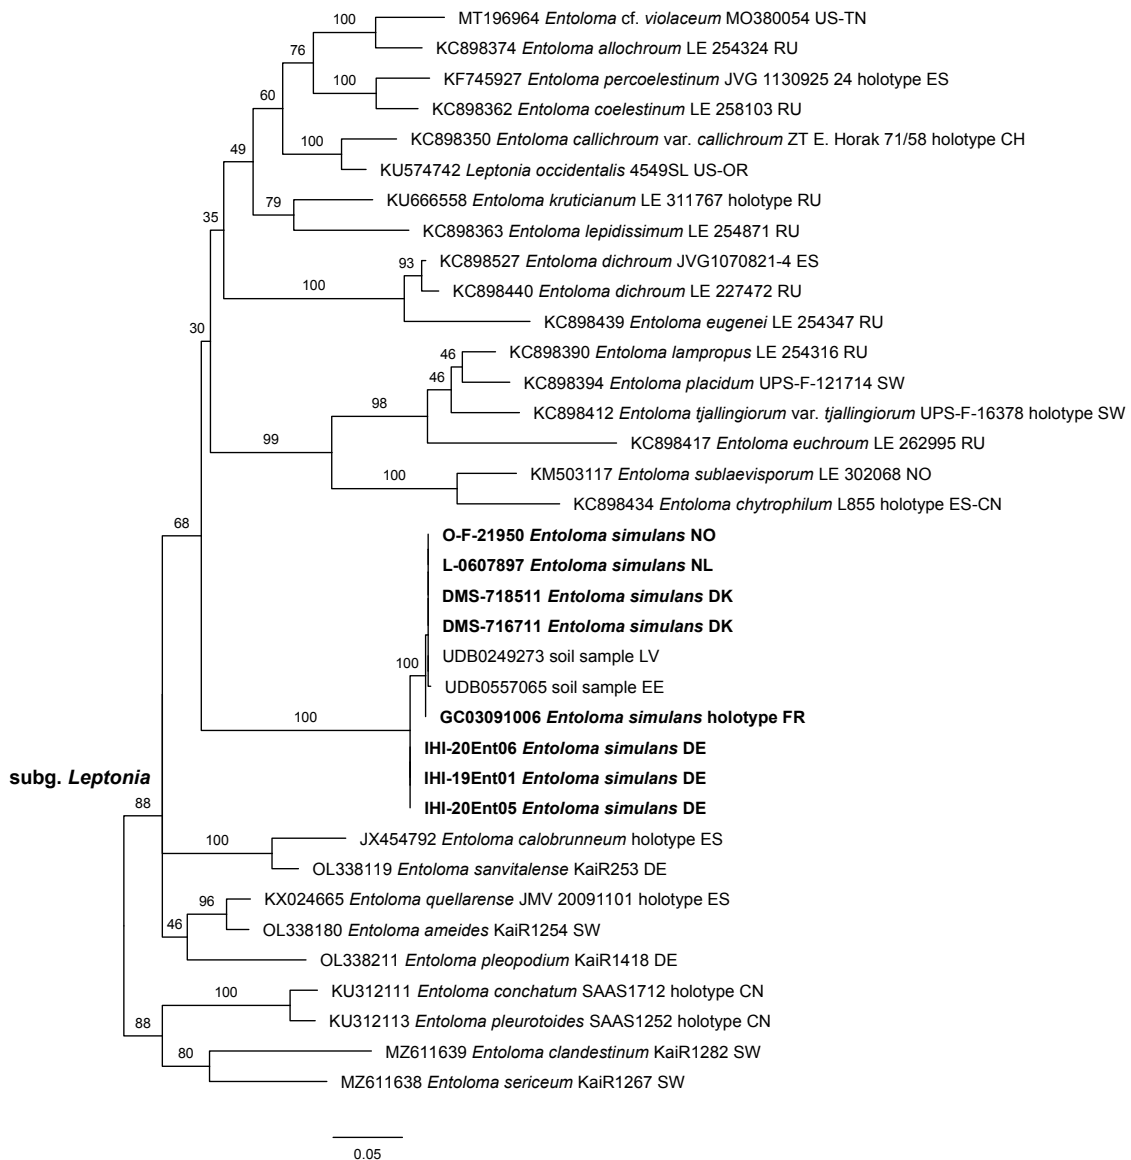 100
MT196964 Entoloma cf. violaceum MO380054 US-TN
76
KC898374 Entoloma allochroum LE 254324 RU
100
KF745927 Entoloma percoelestinum JVG 1130925 24 holotype ES
60
KC898362 Entoloma coelestinum LE 258103 RU
100
KC898350 Entoloma callichroum var. callichroum ZT E. Horak 71/58 holotype CH
49
KU574742 Leptonia occidentalis 4549SL US-OR
79
KU666558 Entoloma kruticianum LE 311767 holotype RU
35
KC898363 Entoloma lepidissimum LE 254871 RU
93
KC898527 Entoloma dichroum JVG1070821-4 ES
100
KC898440 Entoloma dichroum LE 227472 RU
30
KC898439 Entoloma eugenei LE 254347 RU
46
KC898390 Entoloma lampropus LE 254316 RU
46
KC898394 Entoloma placidum UPS-F-121714 SW
98
KC898412 Entoloma tjallingiorum var. tjallingiorum UPS-F-16378 holotype SW
99
KC898417 Entoloma euchroum LE 262995 RU
100
KM503117 Entoloma sublaevisporum LE 302068 NO
KC898434 Entoloma chytrophilum L855 holotype ES-CN
68
O-F-21950 Entoloma simulans NO
L-0607897 Entoloma simulans NL
DMS-718511 Entoloma simulans DK
DMS-716711 Entoloma simulans DK
100
UDB0249273 soil sample LV
UDB0557065 soil sample EE
100
GC03091006 Entoloma simulans holotype FR
IHI-20Ent06 Entoloma simulans DE
subg. Leptonia
IHI-19Ent01 Entoloma simulans DE
88
IHI-20Ent05 Entoloma simulans DE
100
JX454792 Entoloma calobrunneum holotype ES
OL338119 Entoloma sanvitalense KaiR253 DE
96
KX024665 Entoloma quellarense JMV 20091101 holotype ES
46
OL338180 Entoloma ameides KaiR1254 SW
OL338211 Entoloma pleopodium KaiR1418 DE
100
KU312111 Entoloma conchatum SAAS1712 holotype CN
88
KU312113 Entoloma pleurotoides SAAS1252 holotype CN
80
MZ611639 Entoloma clandestinum KaiR1282 SW
MZ611638 Entoloma sericeum KaiR1267 SW
0.05